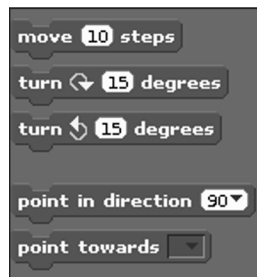 move 10 steps
turn 15 degrees
turn 15 degrees
point in direction 90
point towards